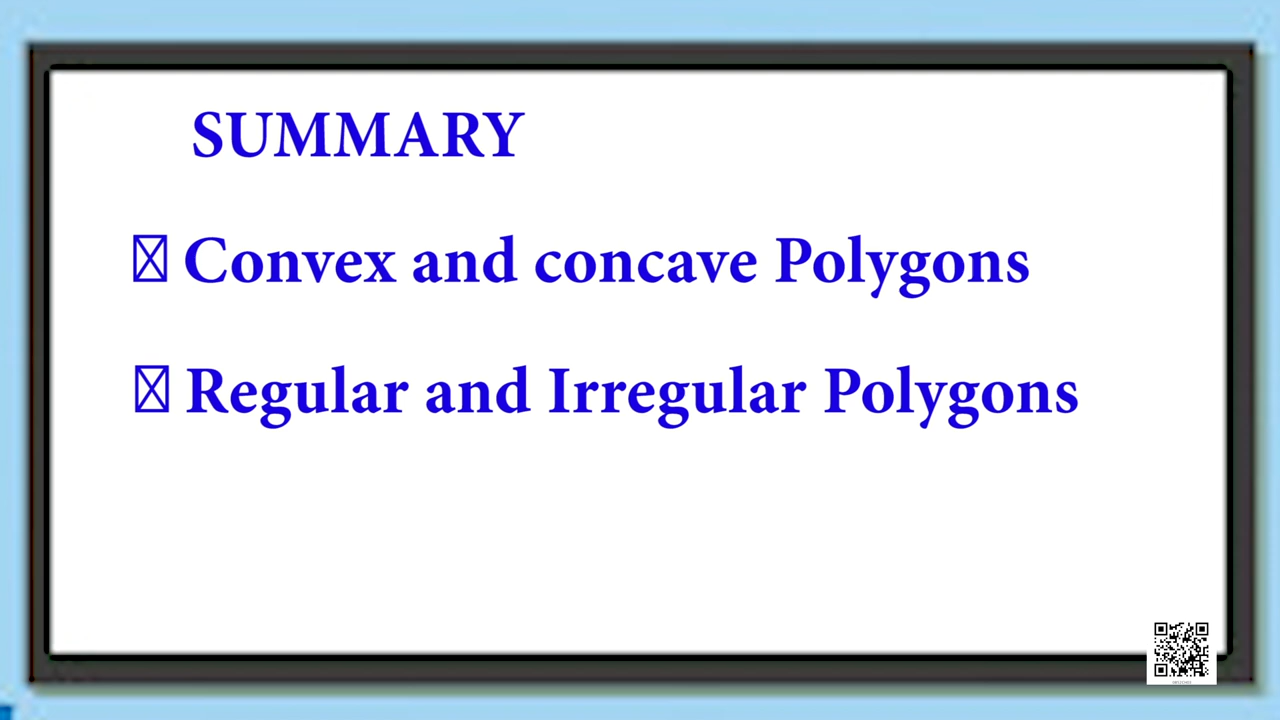 SUMMARY
Convex and concave Polygons
Regular and Irregular Polygons